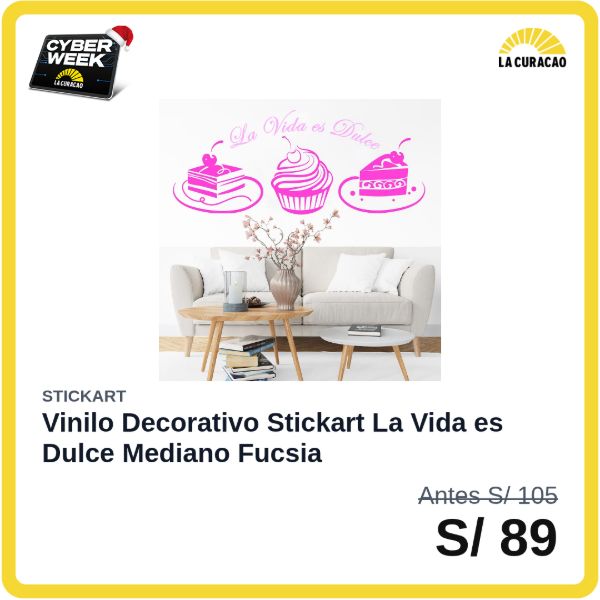 CYBER
WEEK
LA CURACAO
LA CURACAO
La Vida es Dulce
STICKART
Vinilo Decorativo Stickart La Vida es
Dulce Mediano Fucsia
Antes S/ 105
S/ 89